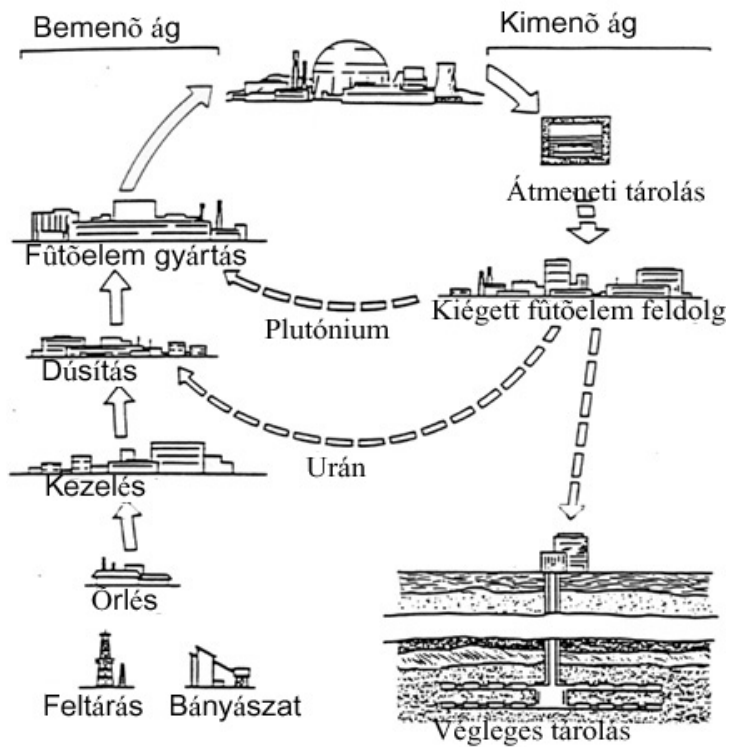 Bemenõ ág
Kimenõ ág
Átmeneti tárolás
Fûtõelem gyártás
Plutónium
Kiégett fûtõelem feldolg
Dúsítás
Urán
Kezelés
Õrlés
Feltárás
Bányászat
Végleges tárolás